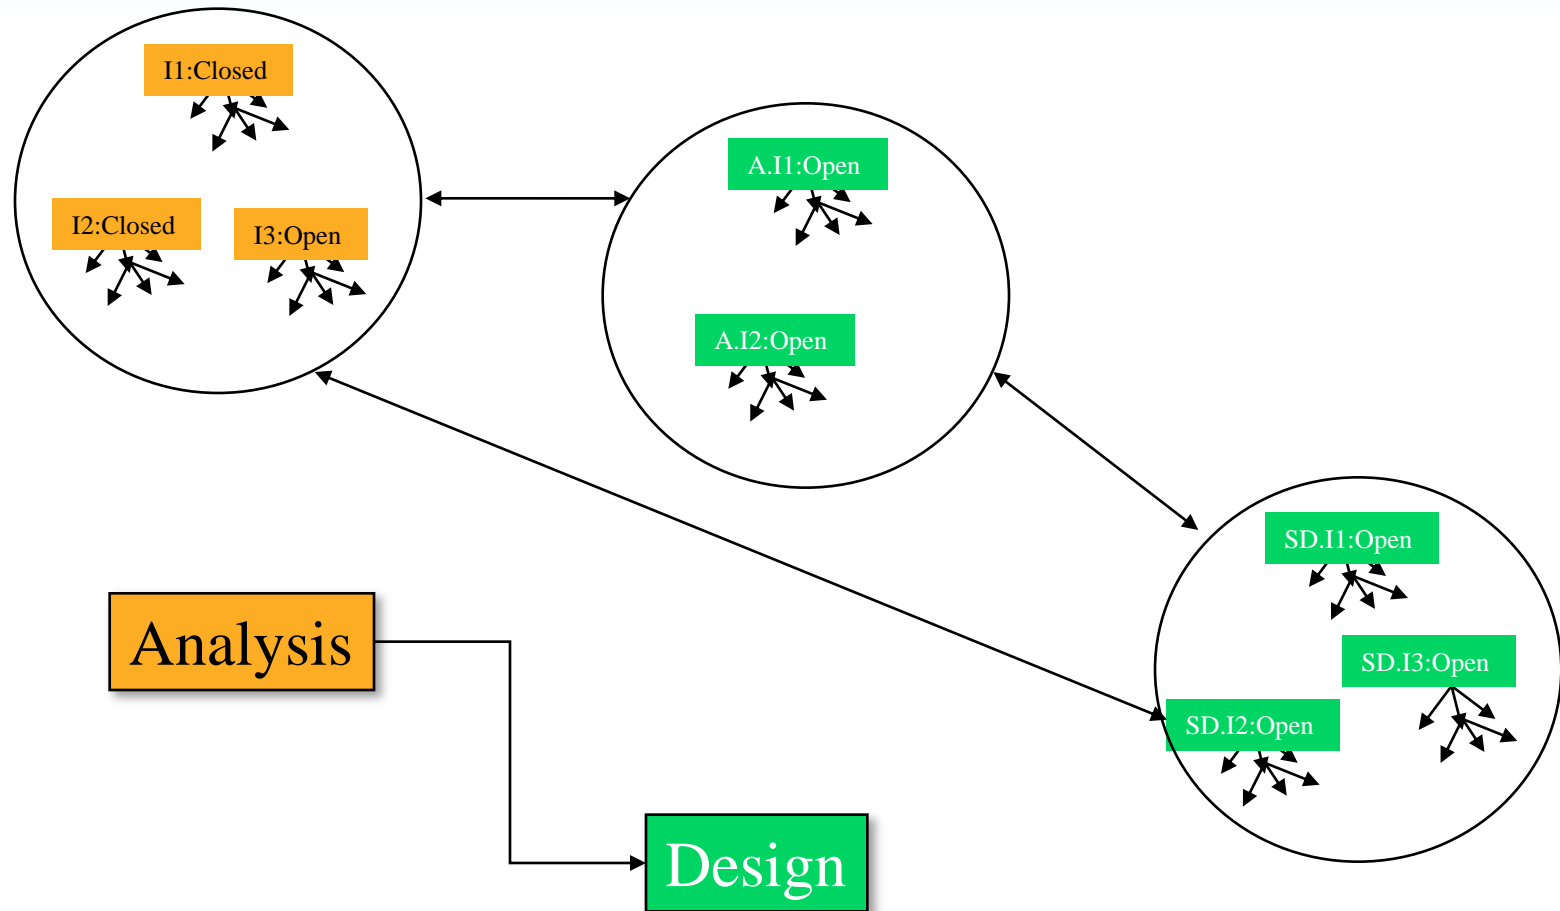 I1:Closed
A.I1:Open
I2:Closed
I3:Open
A.I2:Open
SD.I1:Open
Analysis
SD.I3:Open
SD.I2:Open
Design